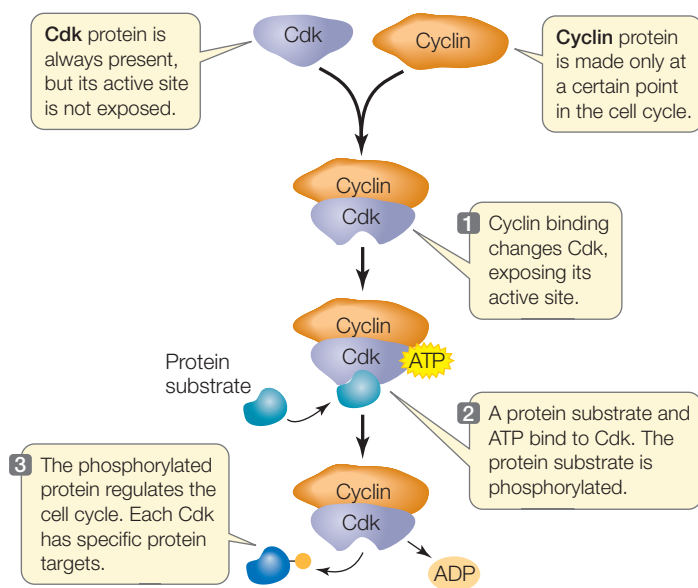 Cdk protein is
always present,
but its active site
is not exposed.
Cdk
Cyclin
Cyclin protein
is made only at
a certain point
in the cell cycle.
Cyclin
Cdk
1 Cyclin binding
changes Cdk,
exposing its
active site.
Cyclin
Cdk
ATP
Protein
substrate
2 A protein substrate and
ATP bind to Cdk. The
protein substrate is
phosphorylated.
3 The phosphorylated
protein regulates the
cell cycle. Each Cdk
has specific protein
targets.
Cyclin
Cdk
ADP